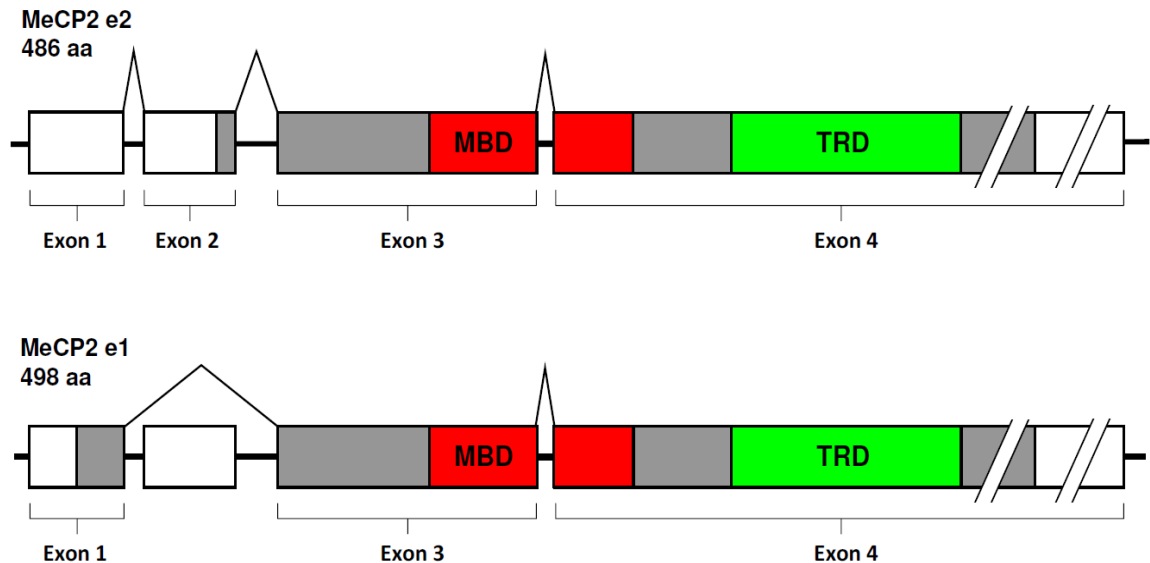 MeCP2 e2
486 aa
MBD TRD
Exon 1 Exon 2 Exon 3 Exon 4
MeCP2 e1
498 aa
MBD TRD
Exon 1 Exon 3 Exon 4